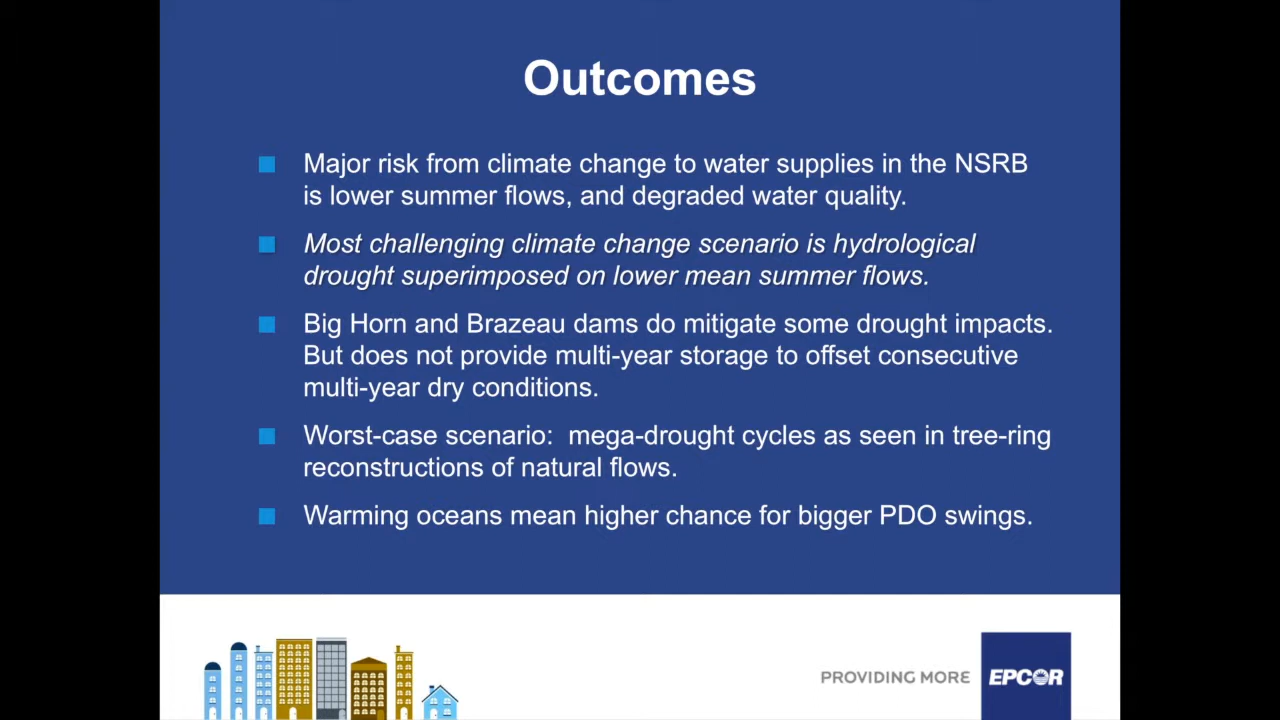 Outcomes
Major risk from climate change to water supplies in the NSRB
is lower summer flows, and degraded water quality.
Most challenging climate change scenario is hydrological
drought superimposed on lower mean summer flows.
Big Horn and Brazeau dams do mitigate some drought impacts.
But does not provide multi-year storage to offset consecutive
multi-year dry conditions.
Worst-case scenario:  mega-drought cycles as seen in tree-ring
reconstructions of natural flows.
Warming oceans mean higher chance for bigger PDO swings.
PROVIDING MORE
EPCOR